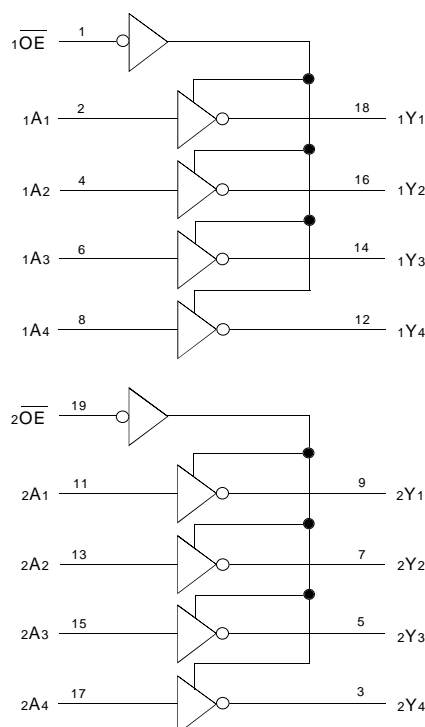 1OE 1
1A1 2 18 1Y1
1A2 4 16 1Y2
1A3 6 14 1Y3
1A4 8 12 1Y4
2OE 19
2A1 11 9 2Y1
2A2 13 7 2Y2
2A3 15 5 2Y3
2A4 17 3 2Y4